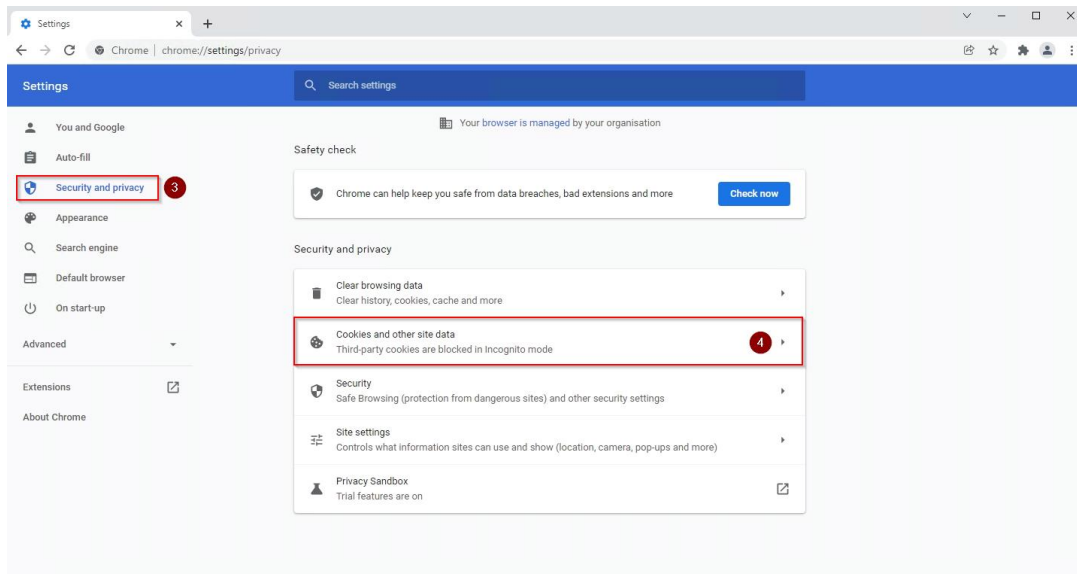 Settings
Chrome | chrome://settings/privacy
Settings
Search settings
Your browser is managed by your organisation
You and Google
Auto-fill
Security and privacy 3
Appearance
Search engine
Default browser
On start-up
Advanced
Extensions
About Chrome
Safety check
Chrome can help keep you safe from data breaches, bad extensions and more
Check now
Security and privacy
Clear browsing data
Clear history, cookies, cache and more
Cookies and other site data
Third-party cookies are blocked in Incognito mode
4
Security
Safe Browsing (protection from dangerous sites) and other security settings
Site settings
Controls what information sites can use and show (location, camera, pop-ups and more)
Privacy Sandbox
Trial features are on